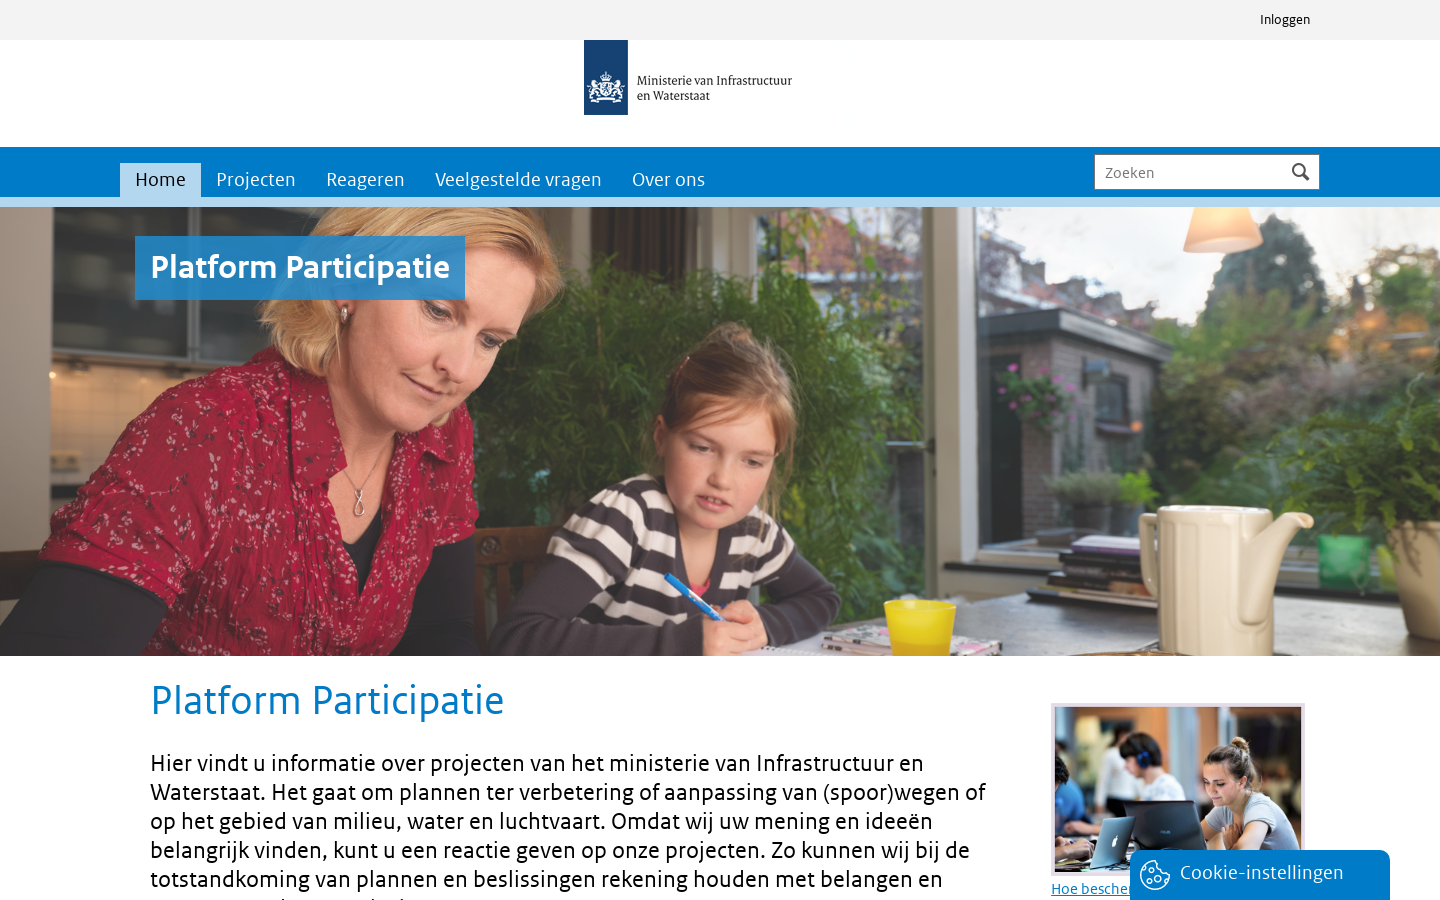 Inloggen
Ministerie van Infrastructuur
en Waterstaat
Home
Projecten
Reageren
Veelgestelde vragen
Over ons
Zoeken
Platform Participatie
Platform Participatie
Hier vindt u informatie over projecten van het ministerie van Infrastructuur en
Waterstaat. Het gaat om plannen ter verbetering of aanpassing van (spoor)wegen of
op het gebied van milieu, water en luchtvaart. Omdat wij uw mening en ideeën
belangrijk vinden, kunt u een reactie geven op onze projecten. Zo kunnen wij bij de
totstandkoming van plannen en beslissingen rekening houden met belangen en
Hoe
Cookie-instellingen